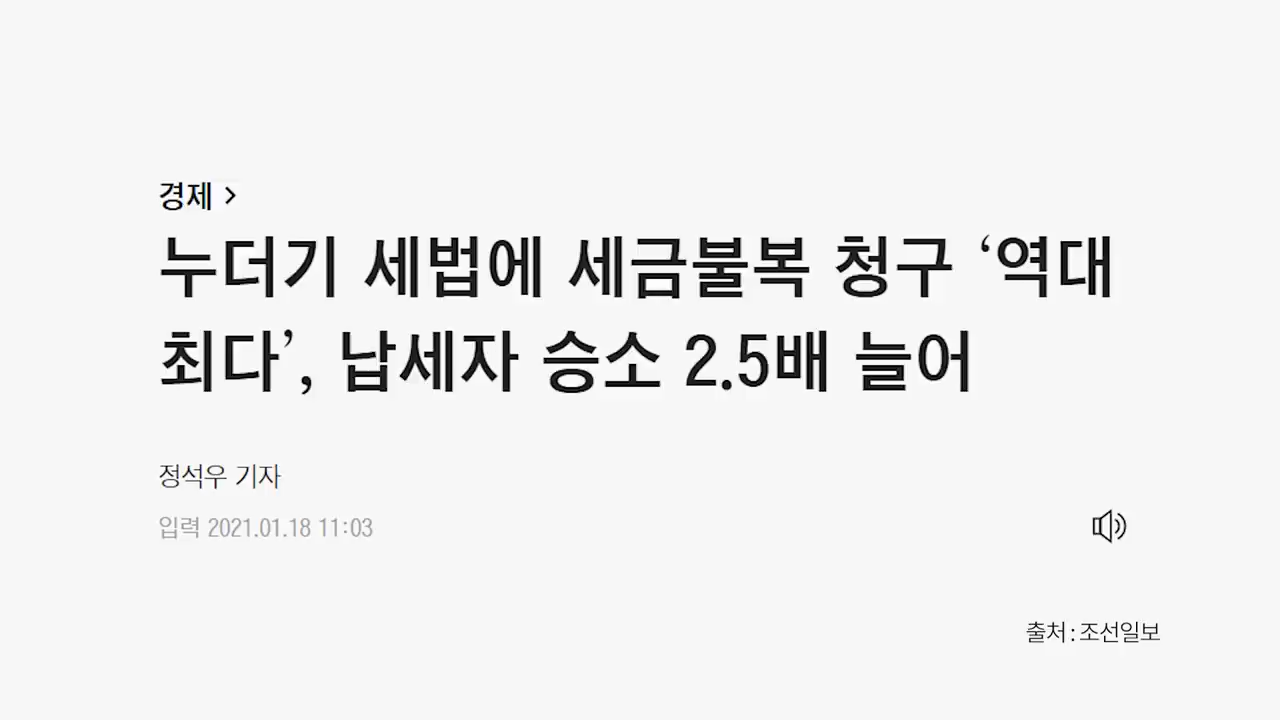 경제 >
누더기 세법에 세금불복 청구 ‘역대
최다’, 납세자 승소 2.5배 늘어
정석우 기자
입력 2021.01.18 11:03
출처 : 조선일보